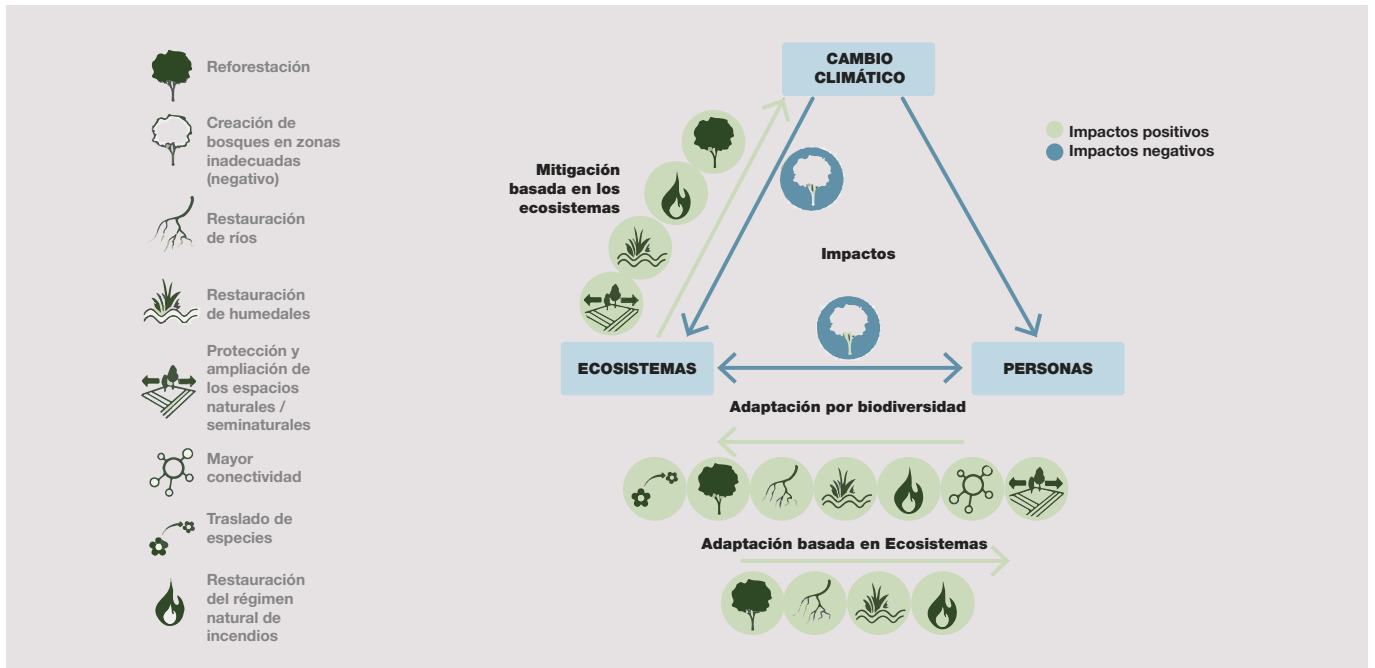 Reforestación
Creación de
bosques en zonas
inadecuadas
(negativo)
Restauración
de ríos
Restauración
de humedales
Protección y
ampliación de
los espacios
naturales /
seminaturales
Mayor
conectividad
Traslado de
especies
Restauración
del régimen
natural de
incendios
CAMBIO
CLIMÁTICO
Impactos positivos
Impactos negativos
Mitigación
basada en los
ecosistemas
Impactos
ECOSISTEMAS
PERSONAS
Adaptación por biodiversidad
Adaptación basada en Ecosistemas